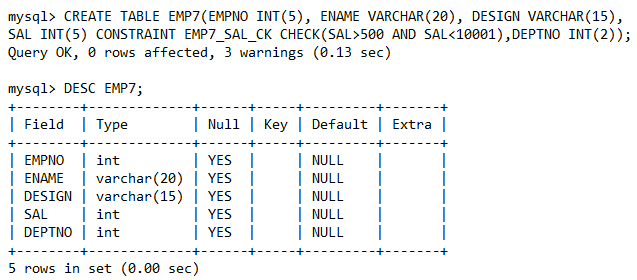 mysql> CREATE TABLE EMP7(EMPNO INT(5), ENAME VARCHAR(20), DESIGN VARCHAR(15),
SAL INT(5) CONSTRAINT EMP7_SAL_CK CHECK(SAL>500 AND SAL<10001),DEPTNO INT(2));
Query OK, 0 rows affected, 3 warnings (0.13 sec)

mysql> DESC EMP7;
+--------+-------------+------+-----+---------+-------+
| Field  | Type        | Null | Key | Default | Extra |
+--------+-------------+------+-----+---------+-------+
| EMPNO  | int         | YES  |     | NULL    |       |
| ENAME  | varchar(20) | YES  |     | NULL    |       |
| DESIGN | varchar(15) | YES  |     | NULL    |       |
| SAL    | int         | YES  |     | NULL    |       |
| DEPTNO | int         | YES  |     | NULL    |       |
+--------+-------------+------+-----+---------+-------+
5 rows in set (0.00 sec)